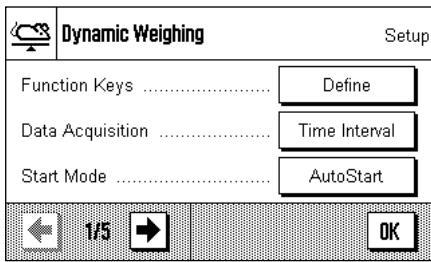 Dynamic Weighing Setup
Function Keys ........................ Define
Data Acquisition ..................... Time Interval
Start Mode ............................. AutoStart
1/5 OK